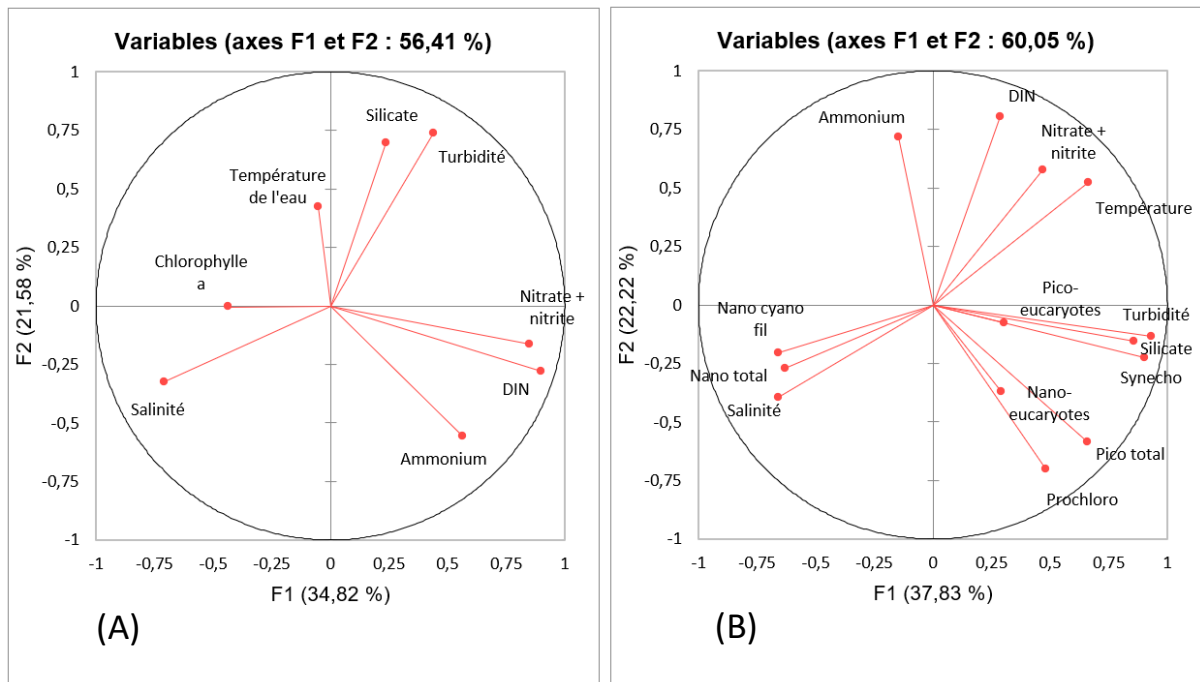 Variables (axes F1 et F2 : 56,41 %)
1
0,75
0,5
0,25
0
-0,25
-0,5
-0,75
-1
F2 (21,58 %)
Silicate
Turbidité
Température
de l'eau
Chlorophylle
a
Nitrate +
nitrite
DIN
Salinité
Ammonium
-1
-0,75
-0,5
-0,25
0
0,25
0,5
0,75
1
F1 (34,82 %)
(A)
Variables (axes F1 et F2 : 60,05 %)
1
0,75
0,5
0,25
0
-0,25
-0,5
-0,75
-1
F2 (22,22 %)
DIN
Ammonium
Nitrate +
nitrite
Température
Pico-
eucaryotes
Nano cyano
fil
Turbidité
Silicate
Nano total
Synecho
Salinité
Nano-
eucaryotes
Pico total
Prochloro
-1
-0,75
-0,5
-0,25
0
0,25
0,5
0,75
1
F1 (37,83 %)
(B)